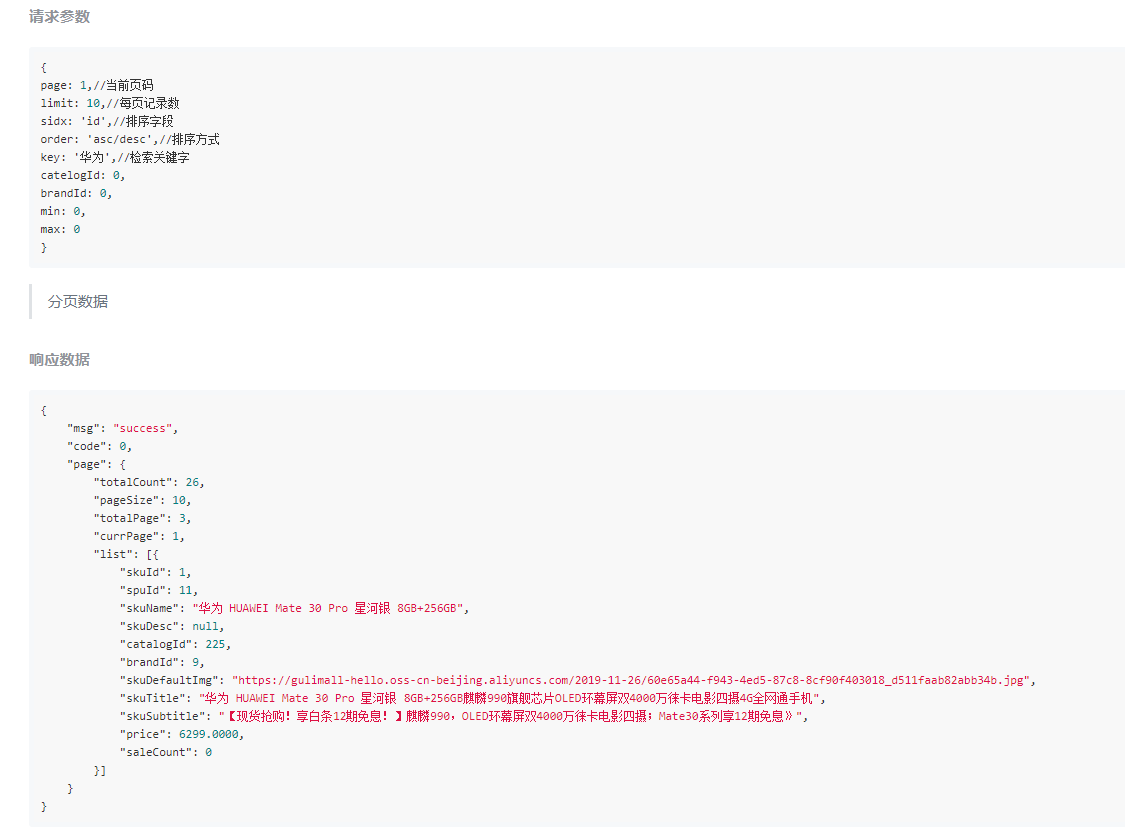 请求参数
{
page: 1,//当前页码
limit: 10,//每页记录数
sidx: 'id',//排序字段
order: 'asc/desc',//排序方式
key: '华为',//检索关键字
catelogId: 0,
brandId: 0,
min: 0,
max: 0
}
分页数据
响应数据
{
    "msg": "success",
    "code": 0,
    "page": {
        "totalCount": 26,
        "pageSize": 10,
        "totalPage": 3,
        "currPage": 1,
        "list": [{
            "skuId": 1,
            "spuId": 11,
            "skuName": "华为 HUAWEI Mate 30 Pro 星河银 8GB+256GB",
            "skuDesc": null,
            "catalogId": 225,
            "brandId": 9,
            "skuDefaultImg": "https://gulimall-hello.oss-cn-beijing.aliyuncs.com/2019-11-26/60e65a44-f943-4ed5-87c8-8cf90f403018_d511faab82abb34b.jpg",
            "skuTitle": "华为 HUAWEI Mate 30 Pro 星河银 8GB+256GB麒麟990旗舰芯片OLED环幕屏双4000万徕卡电影四摄4G全网通手机",
            "skuSubtitle": "【现货抢购！享白条12期免息！】麒麟990，OLED环幕屏双4000万徕卡电影四摄；Mate30系列享12期免息》",
            "price": 6299.0000,
            "saleCount": 0
        }]
    }
}